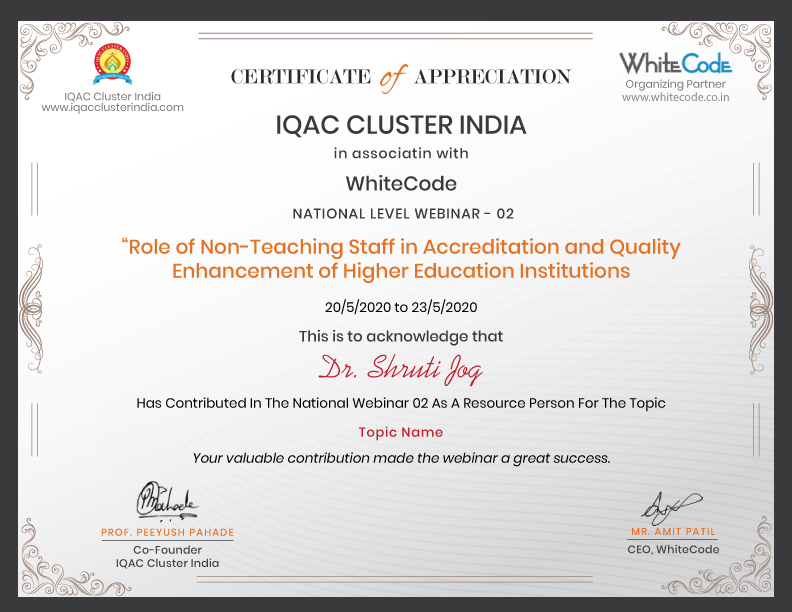 CERTIFICATE of APPRECIATION
IQAC Cluster India
www.iqacclusterindia.com
WhiteCode
Organizing Partner
www.whitecode.co.in
IQAC CLUSTER INDIA
in associatin with
WhiteCode
NATIONAL LEVEL WEBINAR - 02
“Role of Non-Teaching Staff in Accreditation and Quality
Enhancement of Higher Education Institutions
20/5/2020 to 23/5/2020
This is to acknowledge that
Dr. Shruti Jog
Has Contributed In The National Webinar 02 As A Resource Person For The Topic
Topic Name
Your valuable contribution made the webinar a great success.
PROF. PEEYUSH PAHADE
Co-Founder
IQAC Cluster India
MR. AMIT PATIL
CEO, WhiteCode